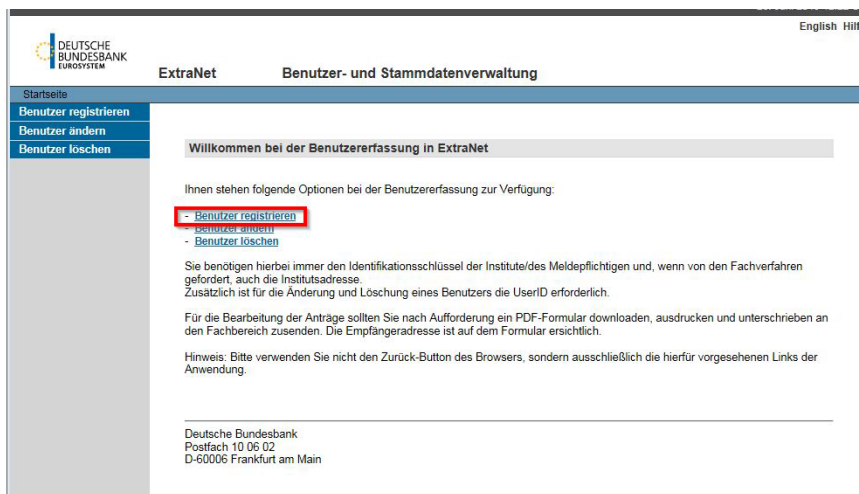 English Hilf
DEUTSCHE
BUNDESBANK
EUROSYSTEM
ExtraNet Benutzer- und Stammdatenverwaltung
Startseite
Benutzer registrieren
Benutzer ändern
Benutzer löschen
Willkommen bei der Benutzererfassung in ExtraNet
Ihnen stehen folgende Optionen bei der Benutzererfassung zur Verfügung:
- Benutzer registrieren
- Benutzer ändern
- Benutzer löschen
Sie benötigen hierbei immer den Identifikationsschlüssel der Institute/des Meldepflichtigen und, wenn von den Fachverfahren
gefordert, auch die Institutsadresse.
Zusätzlich ist für die Änderung und Löschung eines Benutzers die UserID erforderlich.
Für die Bearbeitung der Anträge sollten Sie nach Aufforderung ein PDF-Formular downloaden, ausdrucken und unterschrieben an
den Fachbereich zusenden. Die Empfängeradresse ist auf dem Formular ersichtlich.
Hinweis: Bitte verwenden Sie nicht den Zurück-Button des Browsers, sondern ausschließlich die hierfür vorgesehenen Links der
Anwendung.
Deutsche Bundesbank
Postfach 10 06 02
D-60006 Frankfurt am Main